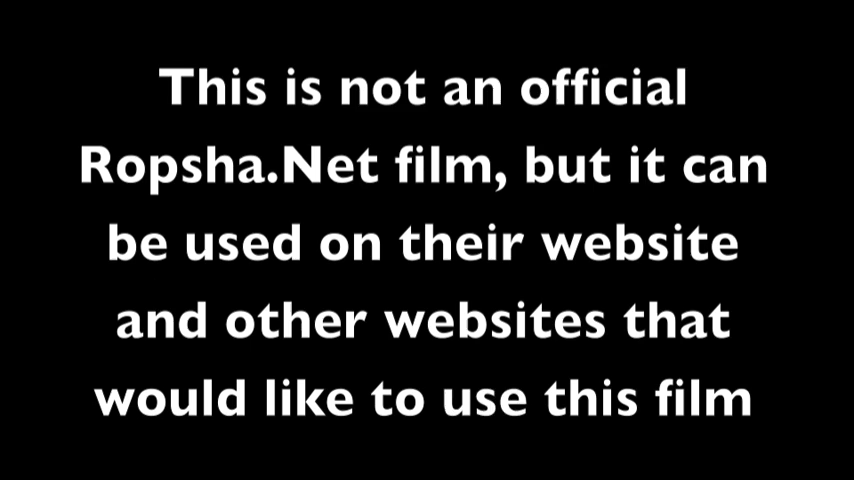 This is not an official
Ropsha.Net film, but it can
be used on their website
and other websites that
would like to use this film